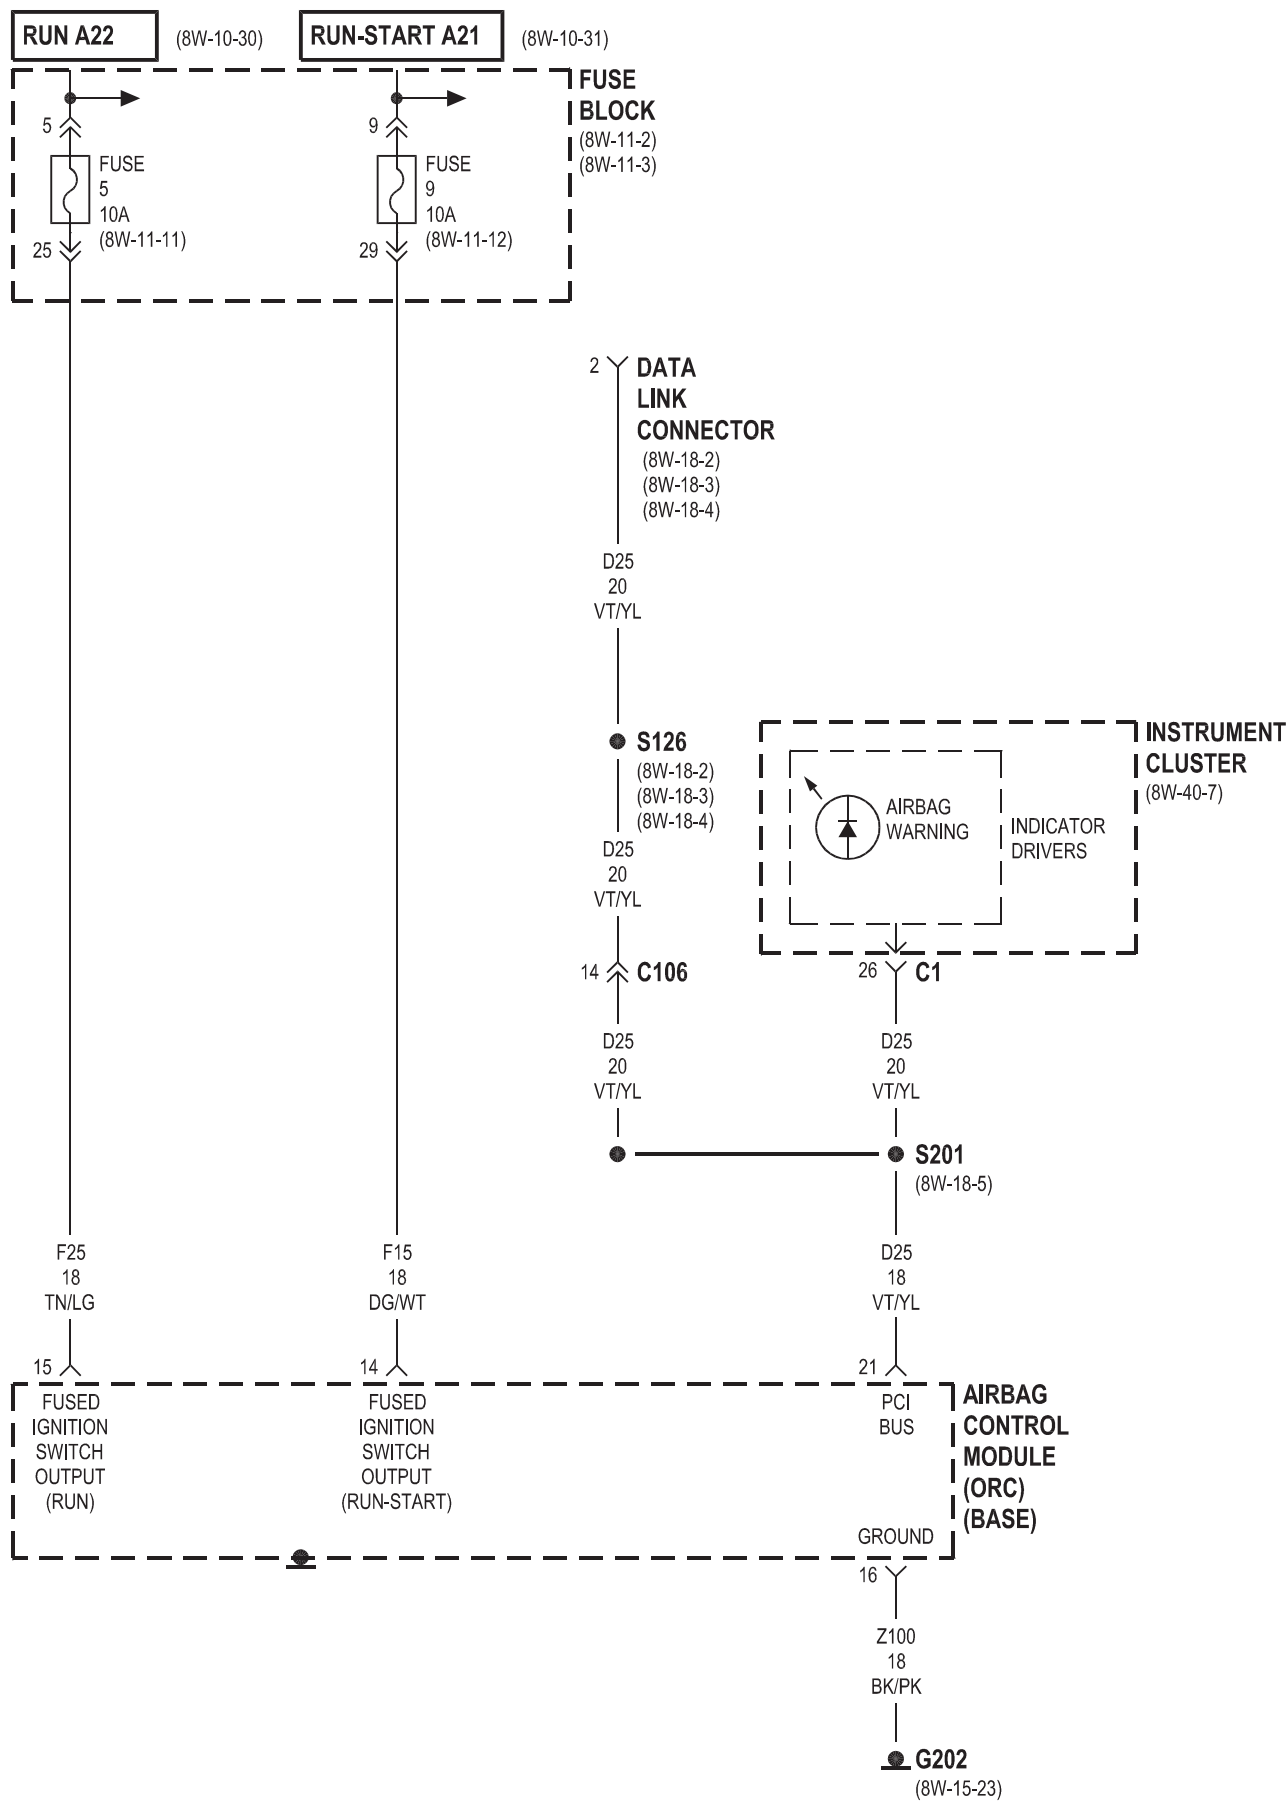 RUN A22
(8W-10-30)
RUN-START A21
(8W-10-31)
FUSE
BLOCK
(8W-11-2)
(8W-11-3)
5
FUSE
5
10A
(8W-11-11)
25
9
FUSE
9
10A
(8W-11-12)
29
2
DATA
LINK
CONNECTOR
(8W-18-2)
(8W-18-3)
(8W-18-4)
D25
20
VT/YL
S126
(8W-18-2)
(8W-18-3)
(8W-18-4)
D25
20
VT/YL
14
C106
D25
20
VT/YL
INSTRUMENT
CLUSTER
(8W-40-7)
AIRBAG
WARNING
INDICATOR
DRIVERS
26
C1
D25
20
VT/YL
S201
(8W-18-5)
F25
18
TN/LG
F15
18
DG/WT
D25
18
VT/YL
15
14
21
FUSED
IGNITION
SWITCH
OUTPUT
(RUN)
FUSED
IGNITION
SWITCH
OUTPUT
(RUN-START)
PCI
BUS
AIRBAG
CONTROL
MODULE
(ORC)
(BASE)
GROUND
16
Z100
18
BK/PK
G202
(8W-15-23)